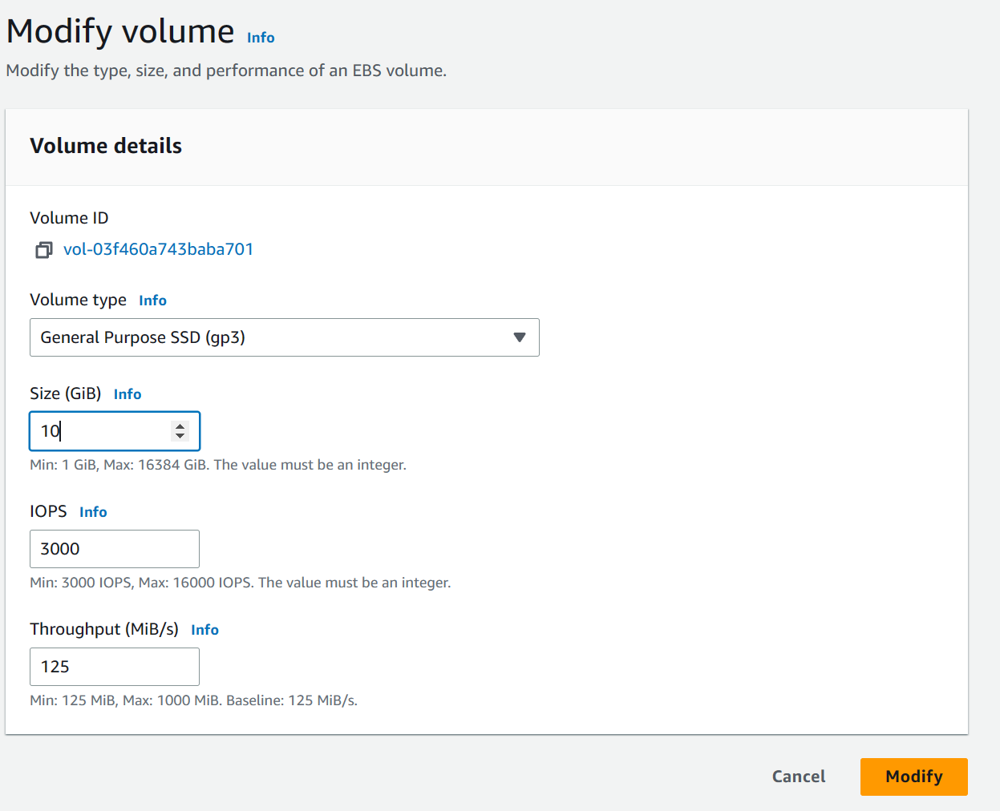 Modify volume Info
Modify the type, size, and performance of an EBS volume.
Volume details
Volume ID
vol-03f460a743baba701
Volume type Info
General Purpose SSD (gp3)
Size (GiB) Info
10
Min: 1 GiB, Max: 16384 GiB. The value must be an integer.
IOPS Info
3000
Min: 3000 IOPS, Max: 16000 IOPS. The value must be an integer.
Throughput (MiB/s) Info
125
Min: 125 MiB, Max: 1000 MiB. Baseline: 125 MiB/s.
Cancel Modify